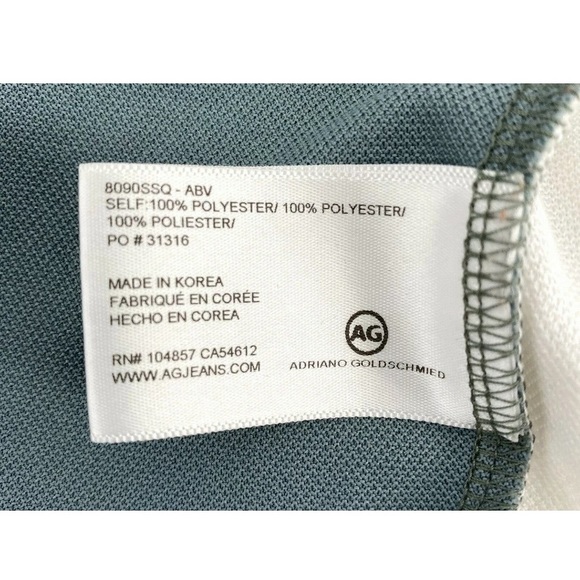 8090SSQ - ABV
SELF:100% POLYESTER/ 100% POLYESTER/
100% POLIESTER/
PO # 31316
MADE IN KOREA
FABRIQUÉ EN CORÉE
HECHO EN COREA
RN# 104857 CA54612
WWW.AGJEANS.COM
AG
ADRIANO GOLDSCHMIED